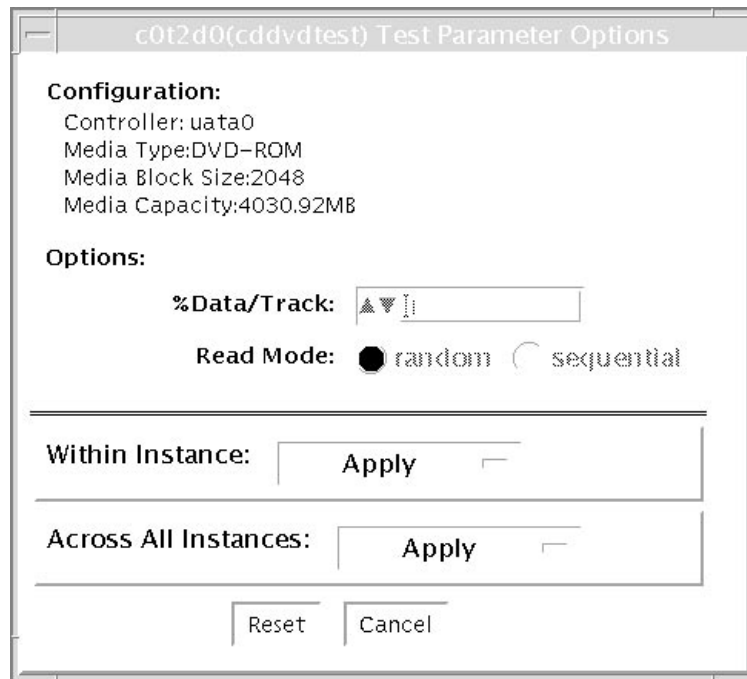 c0t2d0(cddvdtest) Test Parameter Options
Configuration:
Controller: uata0
Media Type:DVD-ROM
Media Block Size:2048
Media Capacity:4030.92MB
Options:
%Data/Track:
Read Mode: random sequential
Within Instance: Apply
Across All Instances: Apply
Reset Cancel